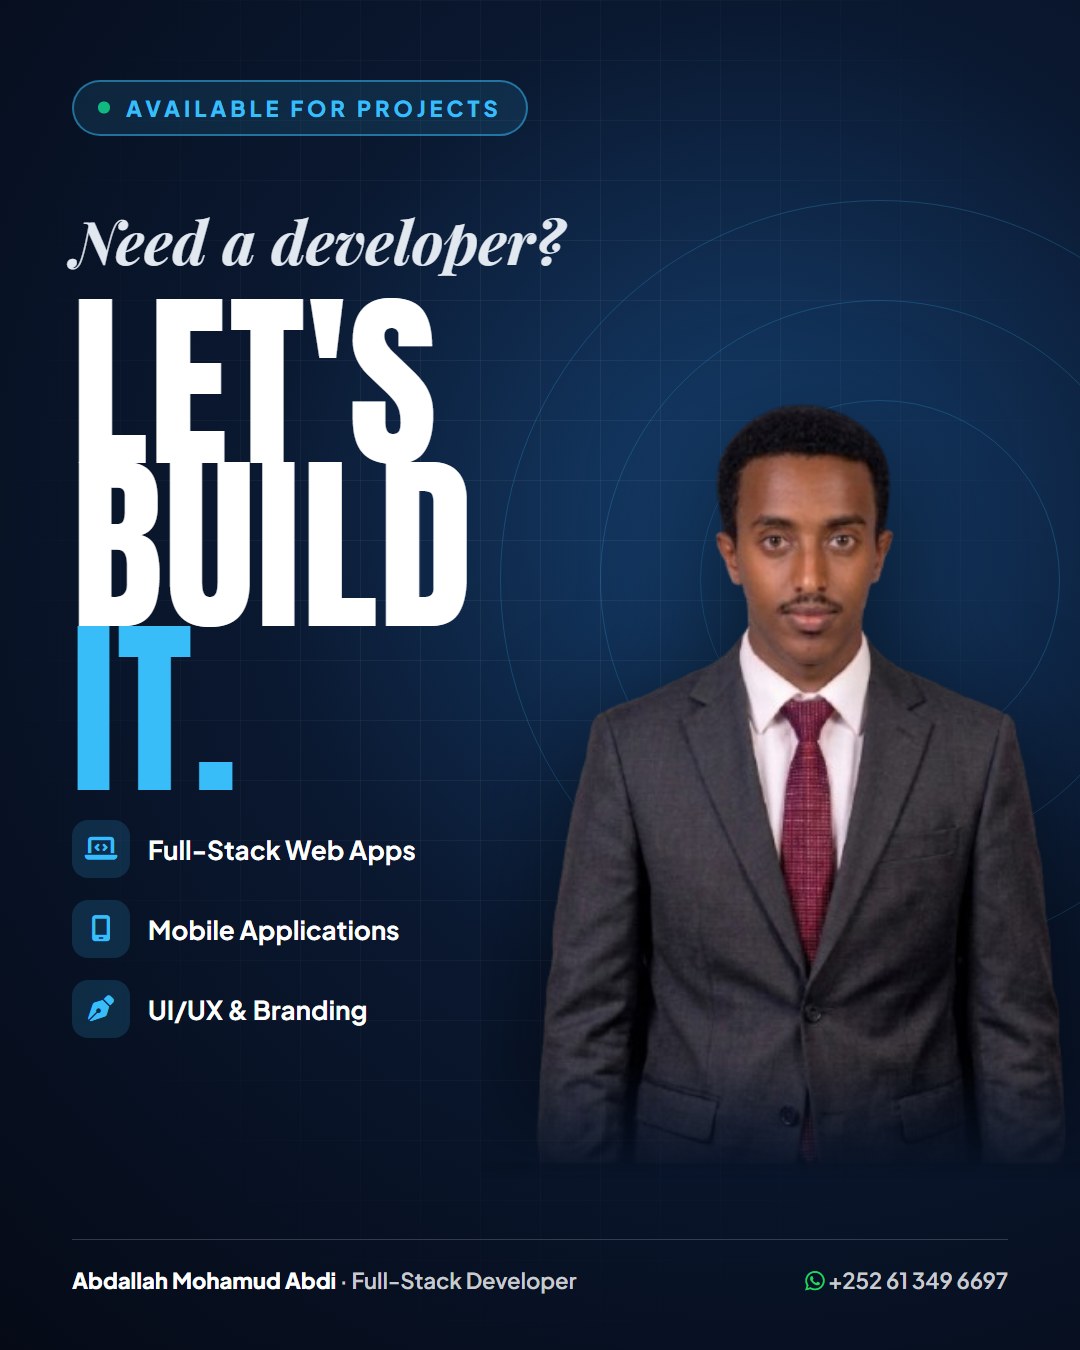 AVAILABLE FOR PROJECTS
Need a developer?
LET'S
BUILD
IT.
Full-Stack Web Apps
Mobile Applications
UI/UX & Branding
Abdallah Mohamud Abdi · Full-Stack Developer
+252 61 349 6697